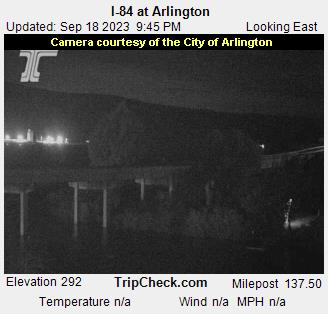 I-84 at Arlington
Updated: Sep 18 2023 9:45 PM Looking East
Camera courtesy of the City of Arlington
Elevation 292 TripCheck.com Milepost 137.50
Temperature n/a Wind n/a MPH n/a